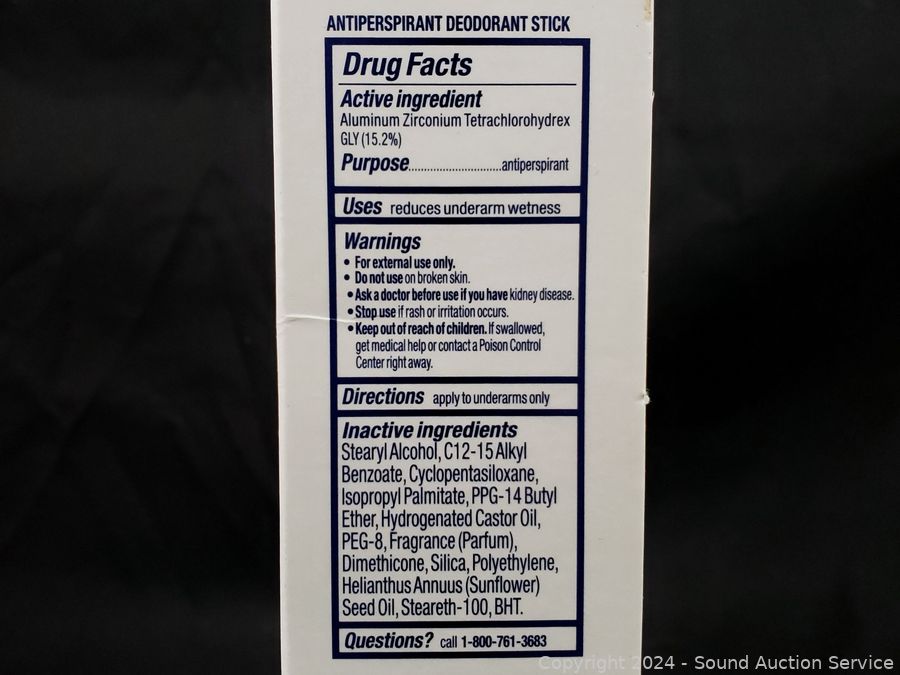 ANTIPERSPIRANT DEODORANT STICK
Drug Facts
Active ingredient
Aluminum Zirconium Tetrachlorohydrex
GLY (15.2%)
Purpose..............................antiperspirant
Uses reduces underarm wetness
Warnings
• For external use only.
• Do not use on broken skin.
• Ask a doctor before use if you have kidney disease.
• Stop use if rash or irritation occurs.
• Keep out of reach of children. If swallowed,
get medical help or contact a Poison Control
Center right away.
Directions apply to underarms only
Inactive ingredients
Stearyl Alcohol, C12-15 Alkyl
Benzoate, Cyclopentasiloxane,
Isopropyl Palmitate, PPG-14 Butyl
Ether, Hydrogenated Castor Oil,
PEG-8, Fragrance (Parfum),
Dimethicone, Silica, Polyethylene,
Helianthus Annuus (Sunflower)
Seed Oil, Steareth-100, BHT.
Questions? call 1-800-761-3683
Copyright 2024 - Sound Auction Service